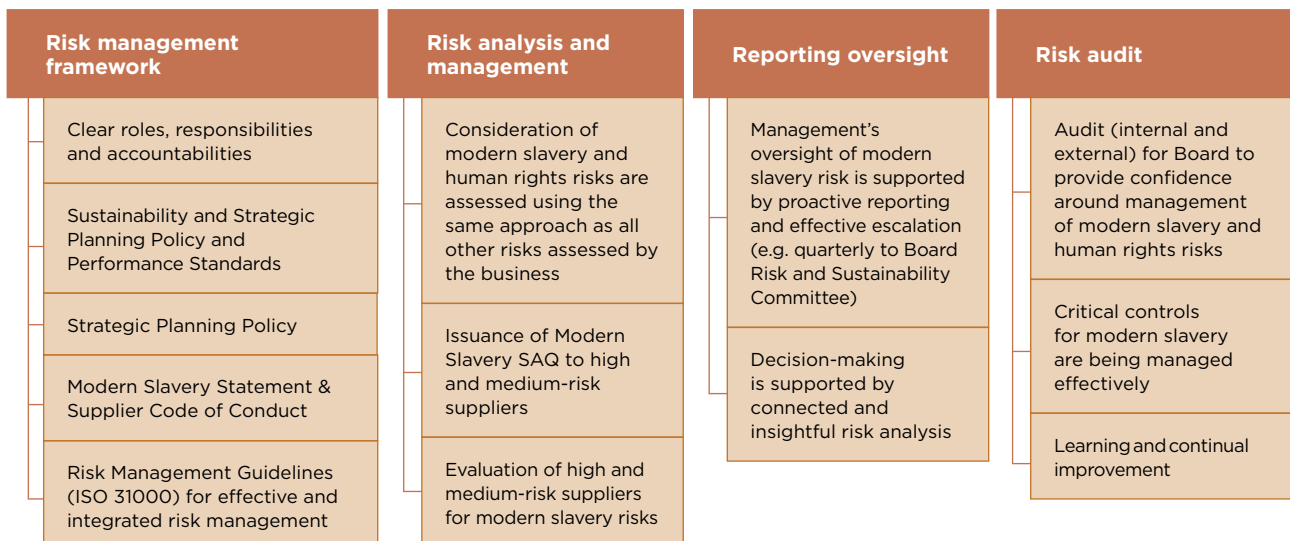 Risk management
framework
Clear roles, responsibilities
and accountabilities
Sustainability and Strategic
Planning Policy and
Performance Standards
Strategic Planning Policy
Modern Slavery Statement &
Supplier Code of Conduct
Risk Management Guidelines
(ISO 31000) for effective and
integrated risk management
Risk analysis and
management
Consideration of
modern slavery and
human rights risks are
assessed using the
same approach as all
other risks assessed by
the business
Issuance of Modern
Slavery SAQ to high
and medium-risk
suppliers
Evaluation of high and
medium-risk suppliers
for modern slavery risks
Reporting oversight
Management’s
oversight of modern
slavery risk is supported
by proactive reporting
and effective escalation
(e.g. quarterly to Board
Risk and Sustainability
Committee)
Decision-making
is supported by
connected and
insightful risk analysis
Risk audit
Audit (internal and
external) for Board to
provide confidence
around management
of modern slavery and
human rights risks
Critical controls
for modern slavery
are being managed
effectively
Learning and continual
improvement